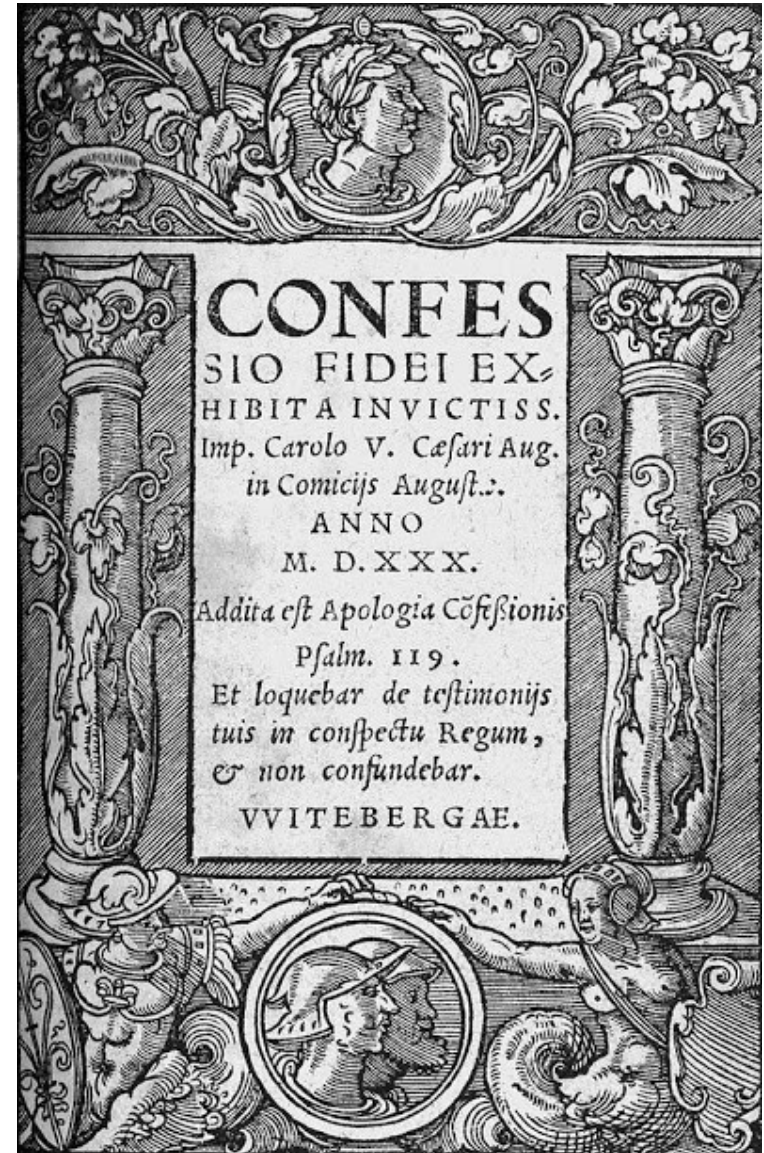 CONFES
SIO FIDEI EX⸗
HIBITA INVICTISS.
Imp. Carolo V. Cæſari Aug.
in Comicijs Auguſt.:.
ANNO
M. D. XXX.
Addita eſt Apologia Cõfeßionis
Pſalm. 119.
Et loquebar de teſtimonijs
tuis in conſpectu Regum,
& non confundebar.
VVITEBERGAE.